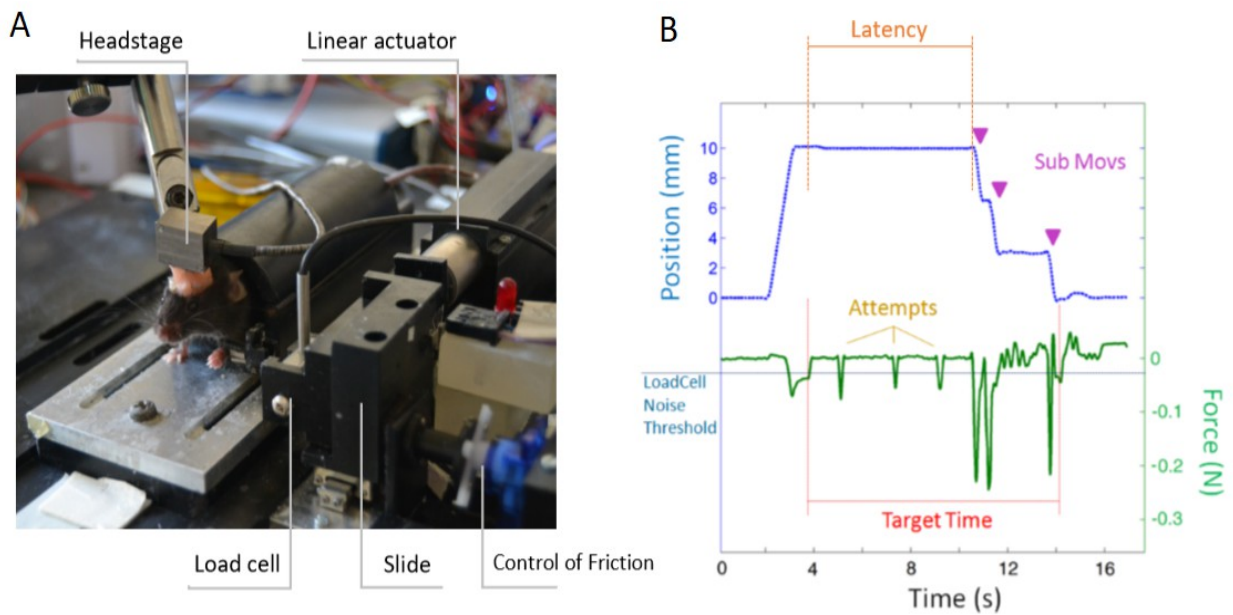 A
Headstage
Linear actuator
Load cell
Slide
Control of Friction
B
Latency
Position (mm)
10
8
6
4
2
0
Sub Movs
Attempts
LoadCell
Noise
Threshold
0
-0.1
-0.2
-0.3
Force (N)
Target Time
0
4
8
12
16
Time (s)